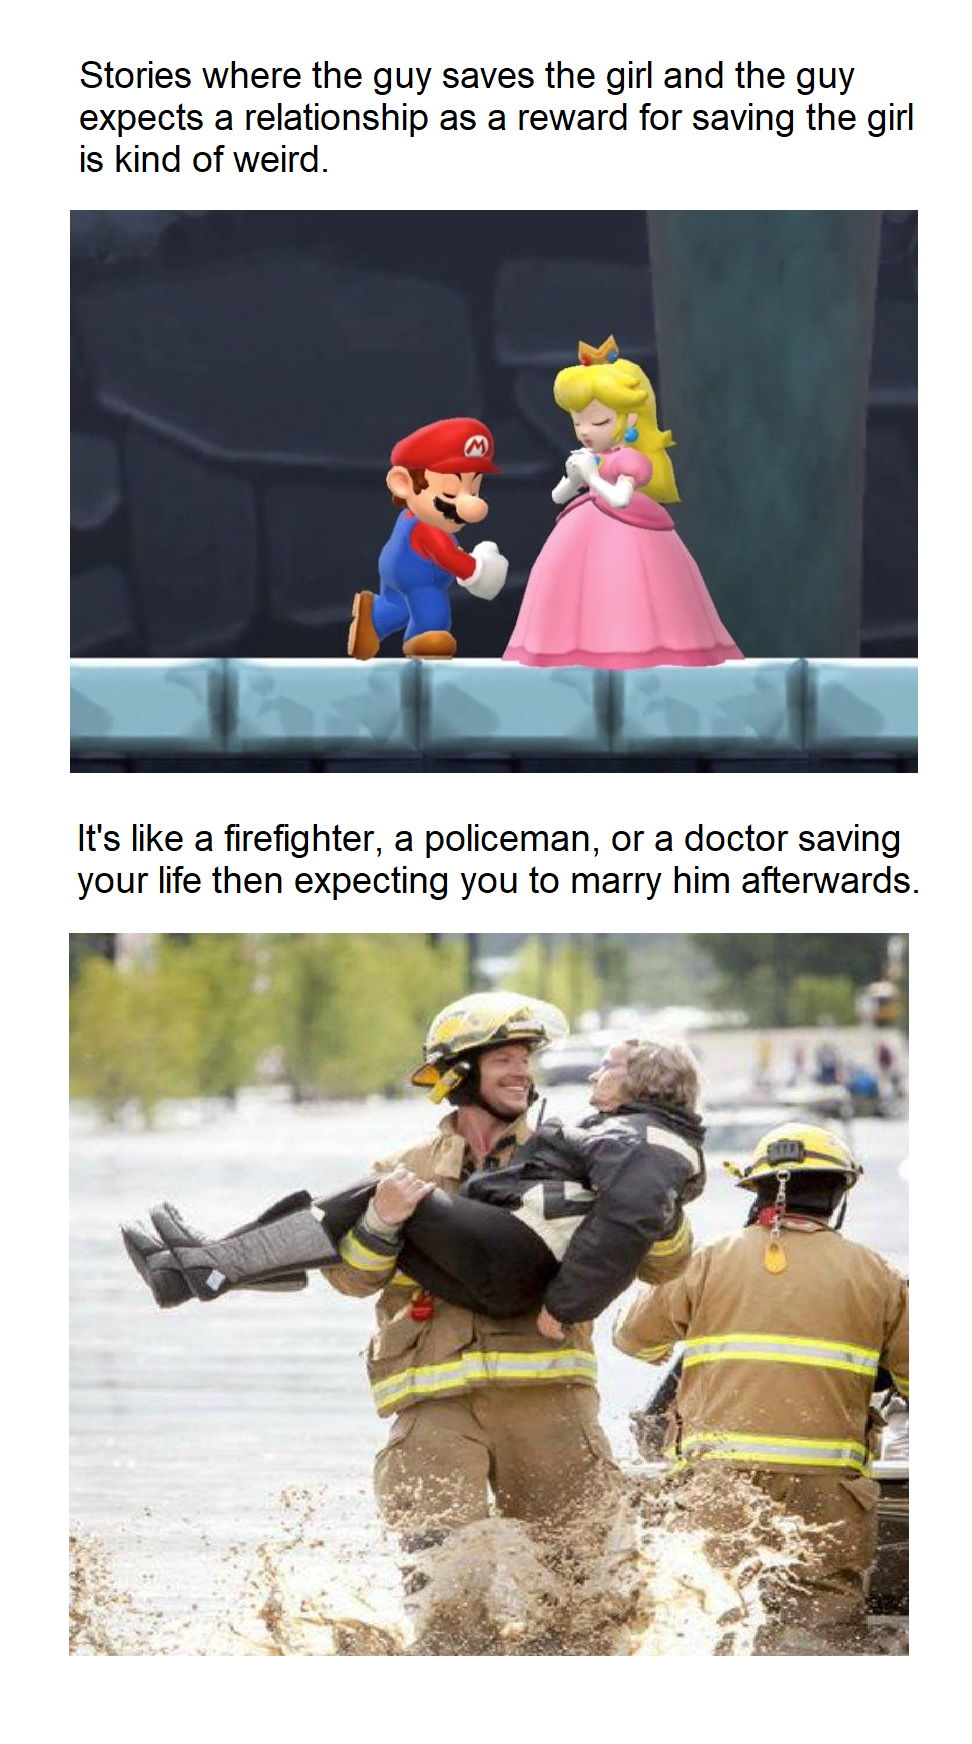 Stories where the guy saves the girl and the guy
expects a relationship as a reward for saving the girl
is kind of weird.
M
It's like a firefighter, a policeman, or a doctor saving
your life then expecting you to marry him afterwards.